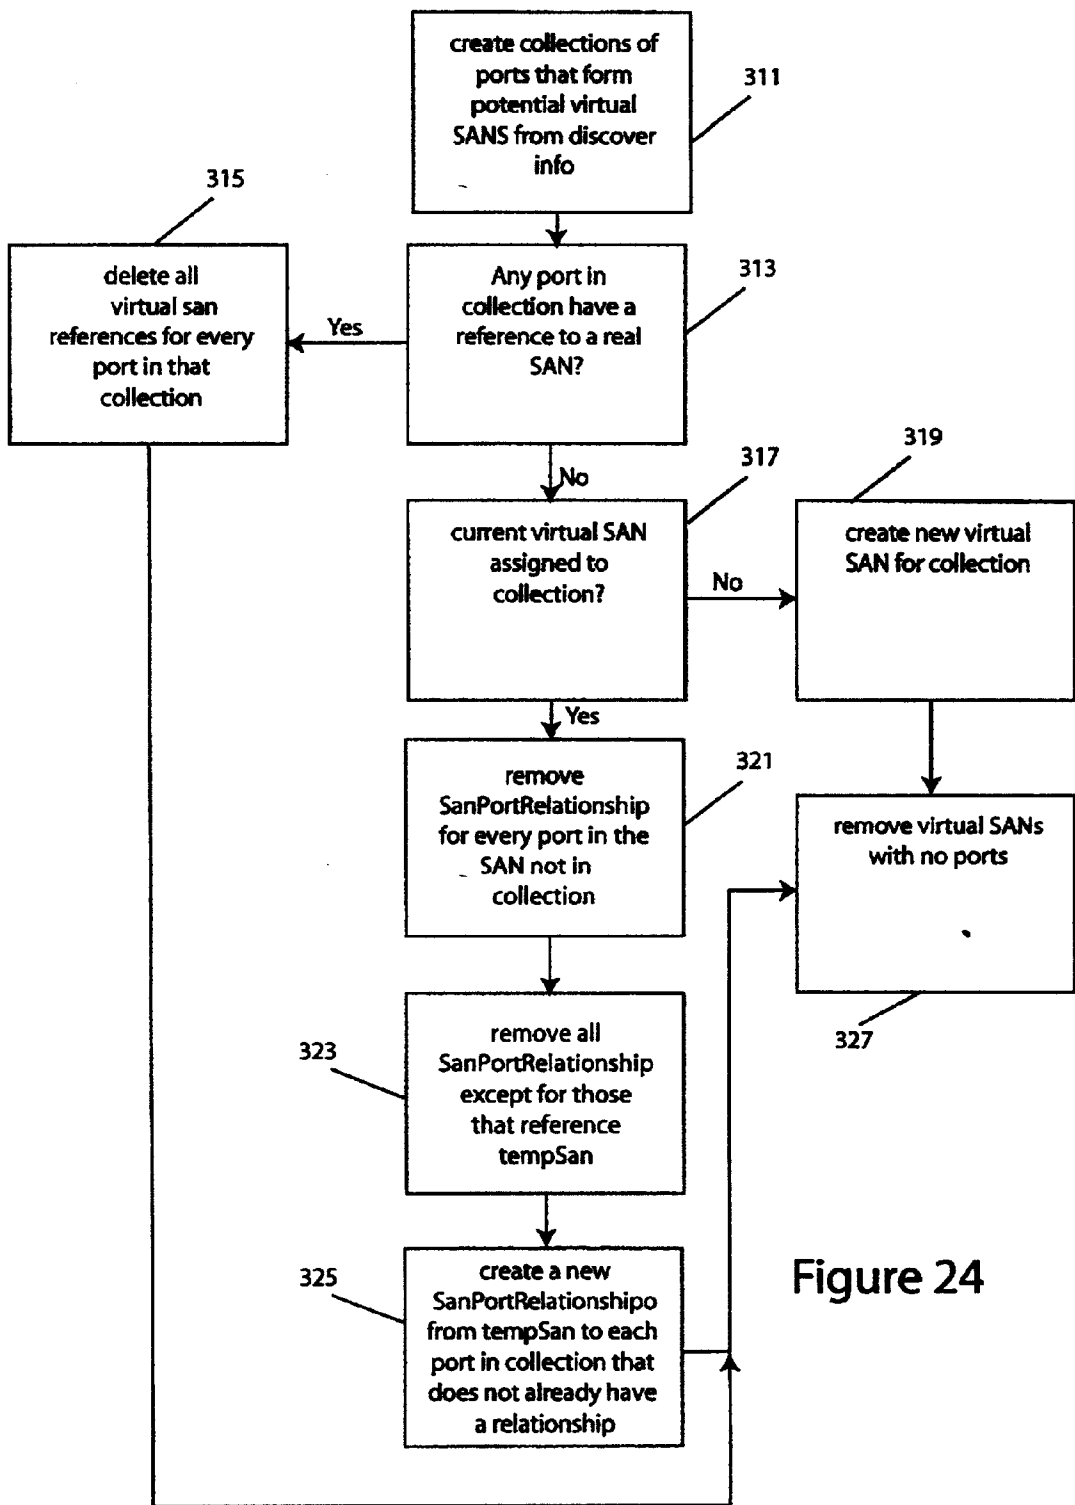 create collections of
ports that form
potential virtual
SANS from discover
info
311
315
delete all
virtual san
references for every
port in that
collection
Yes
Any port in
collection have a
reference to a real
SAN?
313
No
317
current virtual SAN
assigned to
collection?
No
319
create new virtual
SAN for collection
Yes
remove
SanPortRelationship
for every port in the
SAN not in
collection
321
remove virtual SANs
with no ports
327
323
remove all
SanPortRelationship
except for those
that reference
tempSan
325
create a new
SanPortRelationshipo
from tempSan to each
port in collection that
does not already have
a relationship
Figure 24